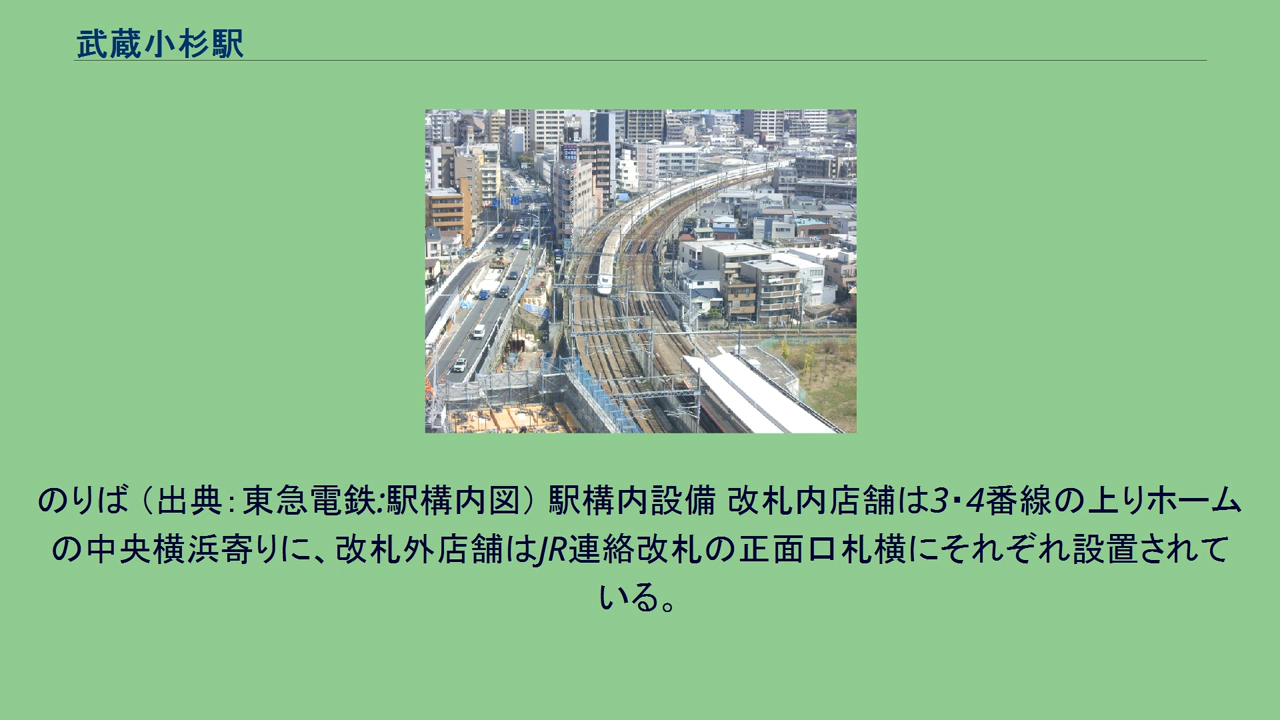 武蔵小杉駅
のりば（出典：東急電鉄:駅構内図） 駅構内設備 改札内店舗は3・4番線の上りホーム
の中央横浜寄りに、改札外店舗はJR連絡改札の正面口札横にそれぞれ設置されて
いる。